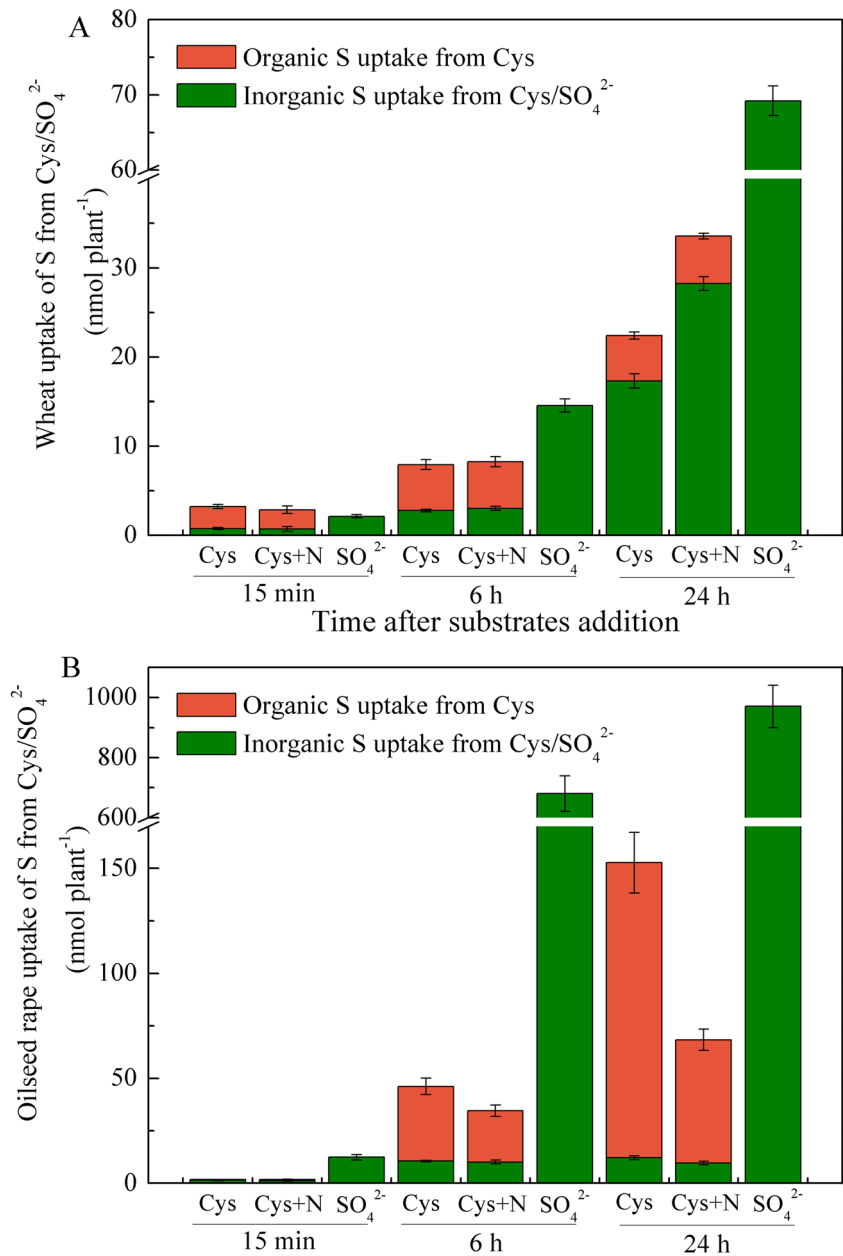 A
80
Organic S uptake from Cys
Inorganic S uptake from Cys/SO₄²⁻
70
60
30
20
10
0
Wheat uptake of S from Cys/SO₄²⁻
(nmol plant⁻¹)
Cys Cys+N SO₄²⁻ Cys Cys+N SO₄²⁻ Cys Cys+N SO₄²⁻
15 min 6 h 24 h
Time after substrates addition
B
Organic S uptake from Cys
Inorganic S uptake from Cys/SO₄²⁻
1000
800
600
150
100
50
0
Oilseed rape uptake of S from Cys/SO₄²⁻
(nmol plant⁻¹)
Cys Cys+N SO₄²⁻ Cys Cys+N SO₄²⁻ Cys Cys+N SO₄²⁻
15 min 6 h 24 h